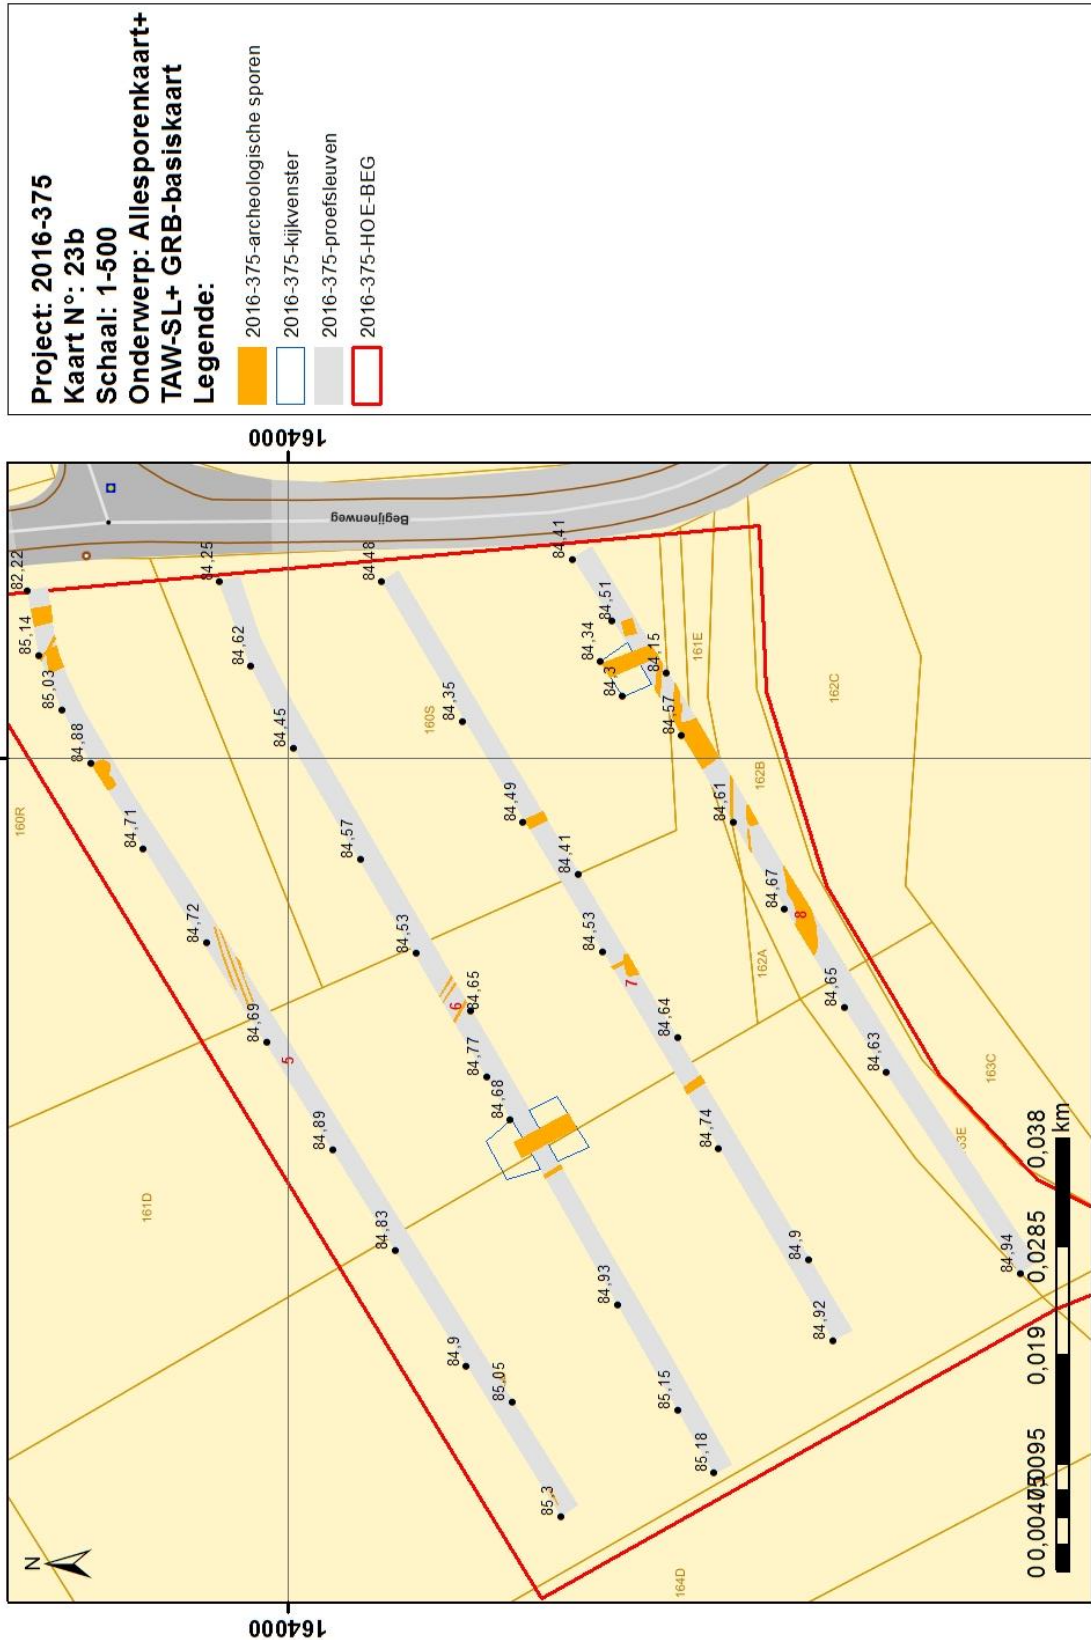 Project: 2016-375
Kaart N°: 23b
Schaal: 1-500
Onderwerp: Allesporenkaart+
TAW-SL+ GRB-basiskaart
Legende:
2016-375-archeologische sporen
2016-375-kijkvenster
2016-375-proefsleuven
2016-375-HOE-BEG
164000
164000
N
Begijnenweg
160R
161D
160S
161E
162C
162B
162A
163C
164D
82,22
85,14
85,03
84,88
84,71
84,72
84,69
5
84,89
84,83
84,9
85,05
85,3
84,25
84,62
84,45
84,57
84,53
6
84,65
84,77
84,68
84,93
85,15
85,18
84,48
84,35
84,49
84,41
84,53
7
84,64
84,74
84,9
84,92
84,41
84,51
84,34
84,3
84,15
84,57
84,61
84,67
8
84,65
84,63
84,94
0,019
0,0285
0,038
km